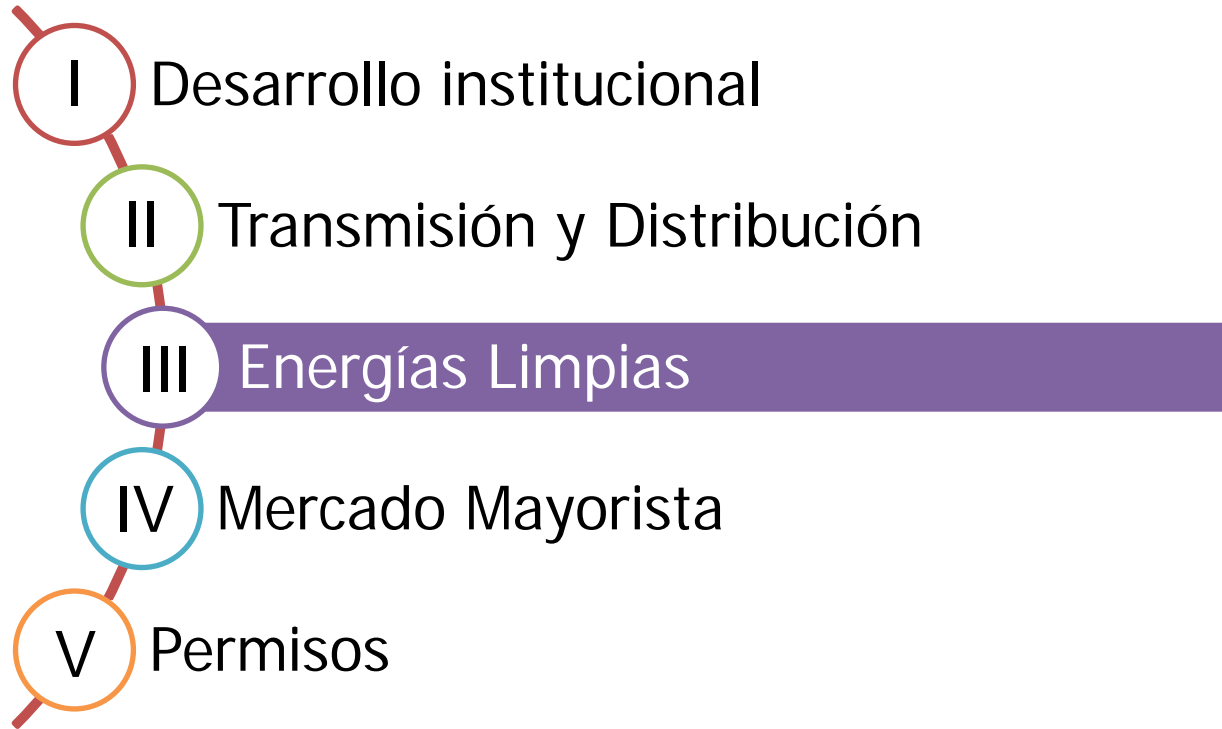 I Desarrollo institucional
II Transmisión y Distribución
III Energías Limpias
IV Mercado Mayorista
V Permisos